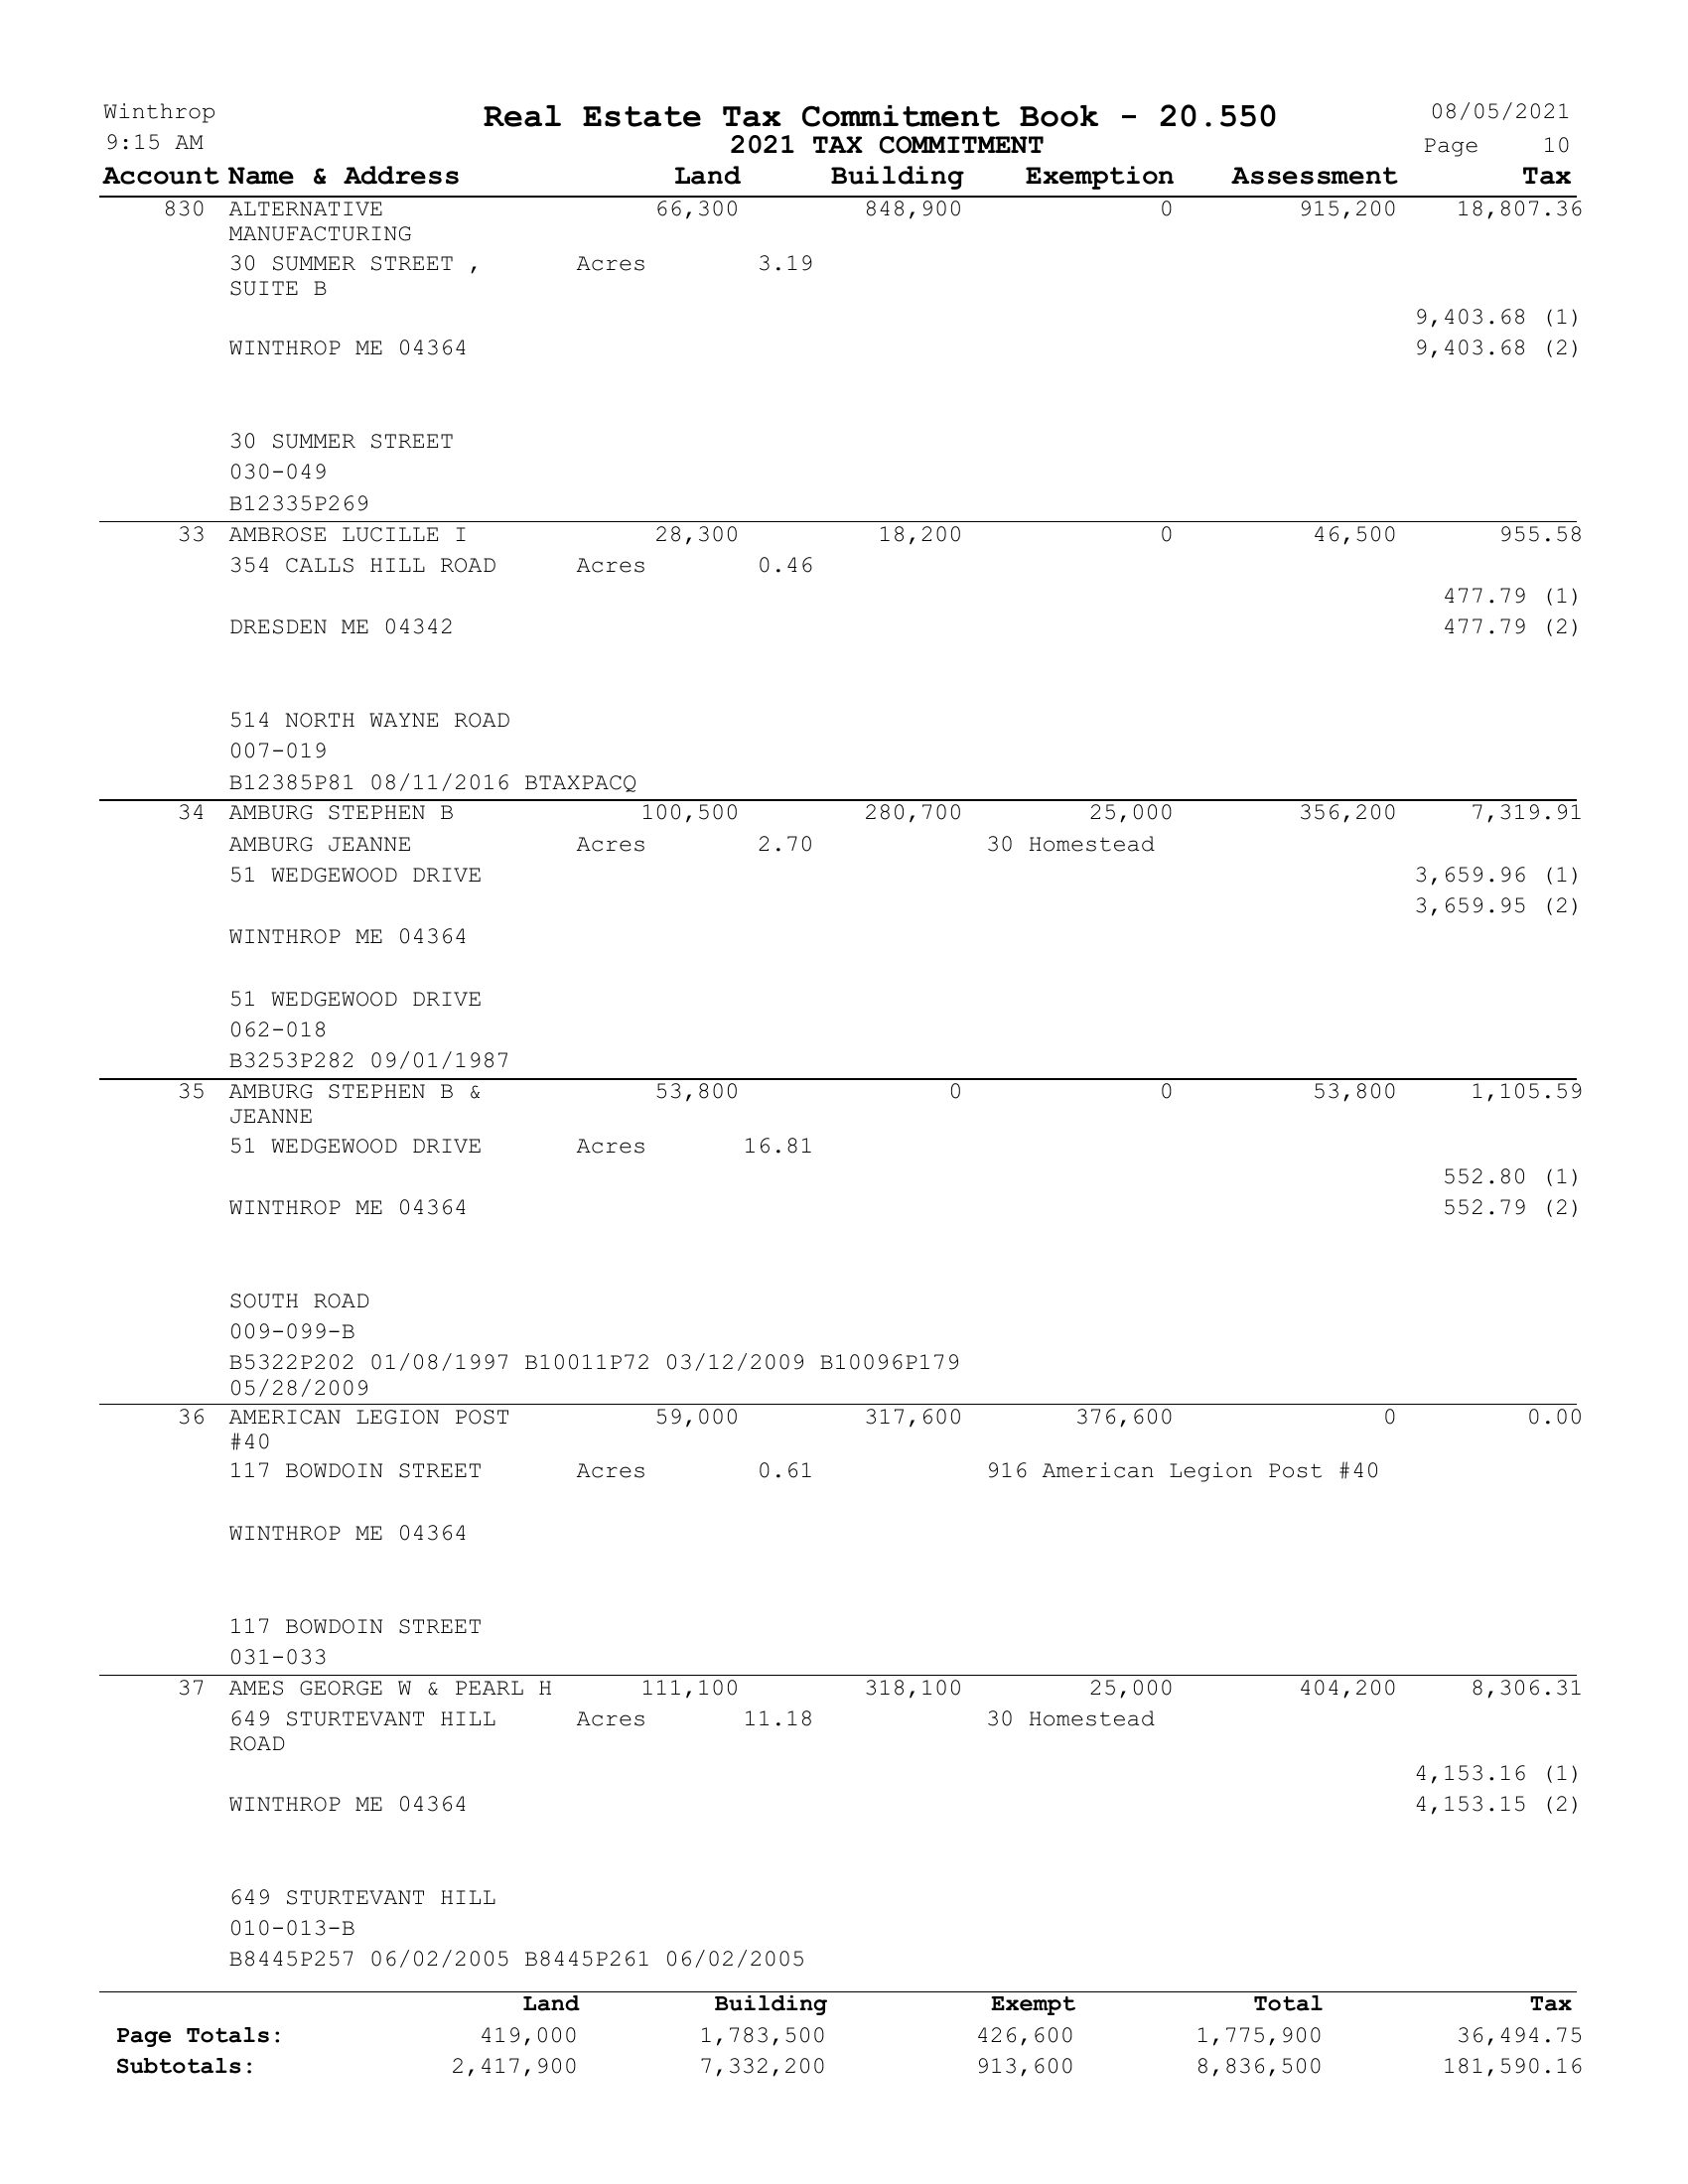 Winthrop Real Estate Tax Commitment Book - 20.550 08/05/2021
9:15 AM 2021 TAX COMMITMENT Page 10
Account Name & Address Land Building Exemption Assessment Tax
830 ALTERNATIVE 66,300 848,900 0 915,200 18,807.36
MANUFACTURING
30 SUMMER STREET , Acres 3.19
SUITE B
9,403.68 (1)
WINTHROP ME 04364 9,403.68 (2)
30 SUMMER STREET
030-049
B12335P269
33 AMBROSE LUCILLE I 28,300 18,200 0 46,500 955.58
354 CALLS HILL ROAD Acres 0.46
477.79 (1)
DRESDEN ME 04342 477.79 (2)
514 NORTH WAYNE ROAD
007-019
B12385P81 08/11/2016 BTAXPACQ
34 AMBURG STEPHEN B 100,500 280,700 25,000 356,200 7,319.91
AMBURG JEANNE Acres 2.70 30 Homestead
51 WEDGEWOOD DRIVE 3,659.96 (1)
3,659.95 (2)
WINTHROP ME 04364
51 WEDGEWOOD DRIVE
062-018
B3253P282 09/01/1987
35 AMBURG STEPHEN B & 53,800 0 0 53,800 1,105.59
JEANNE
51 WEDGEWOOD DRIVE Acres 16.81
552.80 (1)
WINTHROP ME 04364 552.79 (2)
SOUTH ROAD
009-099-B
B5322P202 01/08/1997 B10011P72 03/12/2009 B10096P179
05/28/2009
36 AMERICAN LEGION POST 59,000 317,600 376,600 0 0.00
#40
117 BOWDOIN STREET Acres 0.61 916 American Legion Post #40
WINTHROP ME 04364
117 BOWDOIN STREET
031-033
37 AMES GEORGE W & PEARL H 111,100 318,100 25,000 404,200 8,306.31
649 STURTEVANT HILL Acres 11.18 30 Homestead
ROAD
4,153.16 (1)
WINTHROP ME 04364 4,153.15 (2)
649 STURTEVANT HILL
010-013-B
B8445P257 06/02/2005 B8445P261 06/02/2005
Land Building Exempt Total Tax
Page Totals: 419,000 1,783,500 426,600 1,775,900 36,494.75
Subtotals: 2,417,900 7,332,200 913,600 8,836,500 181,590.16